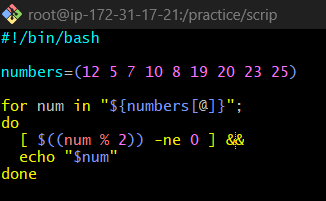 root@ip-172-31-17-21:/practice/scrip
#!/bin/bash
numbers=(12 5 7 10 8 19 20 23 25)
for num in "${numbers[@]}";
do
  [ $((num % 2)) -ne 0 ] &&
  echo "$num"
done